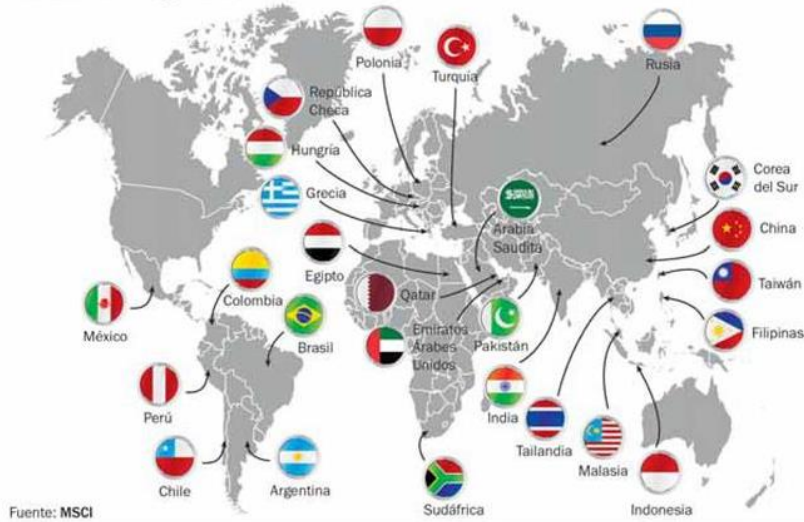 Polonia
Turquía
Rusia
República
Checa
Hungría
Grecia
Corea
del Sur
Arabia
Saudita
China
Egipto
Colombia
Qatar
Taiwán
México
Brasil
Emiratos
Árabes
Unidos
Pakistán
Filipinas
Perú
India
Tailandia
Malasia
Chile
Argentina
Sudáfrica
Indonesia
Fuente: MSCI